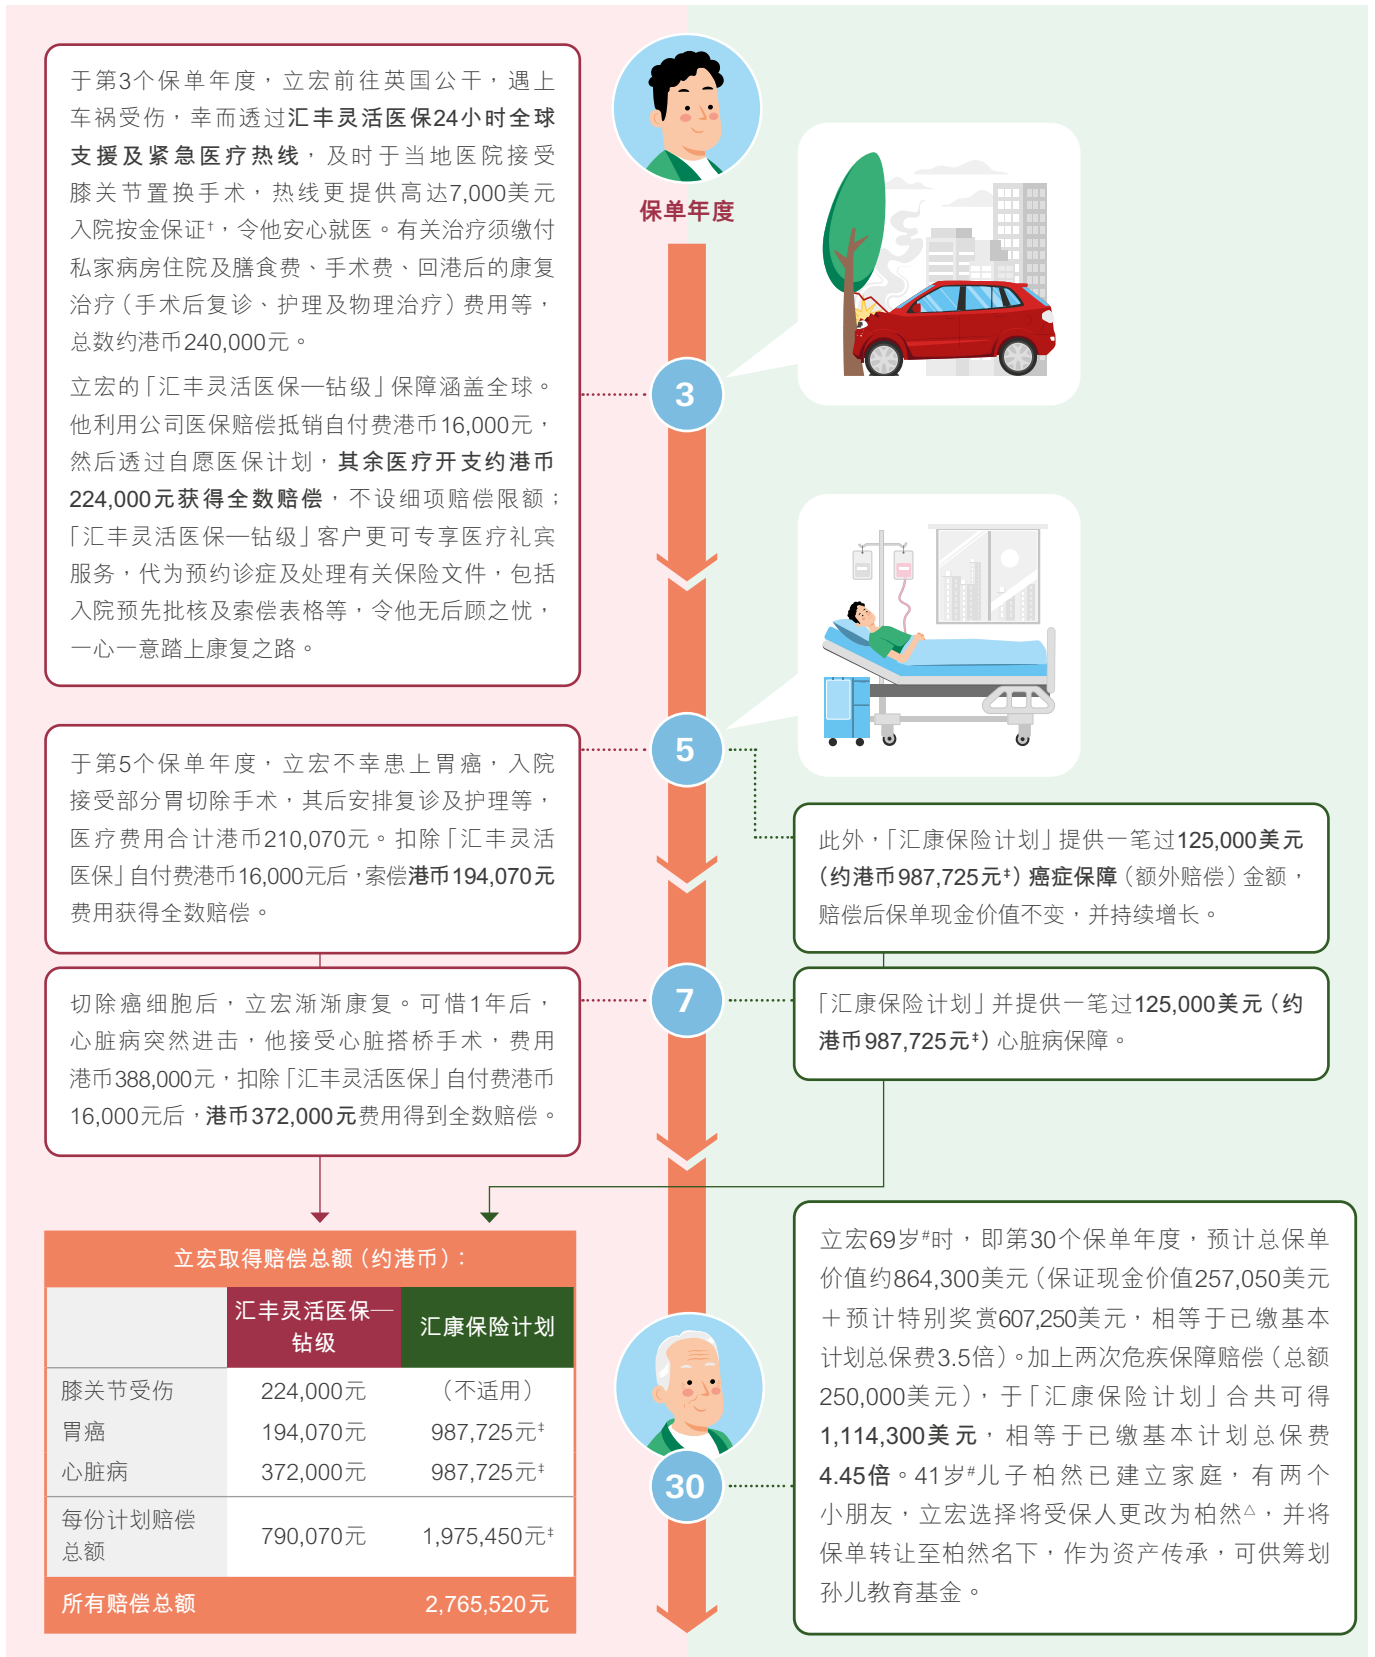 保单年度
于第3个保单年度，立宏前往英国公干，遇上
车祸受伤，幸而透过汇丰灵活医保24小时全球
支援及紧急医疗热线，及时于当地医院接受
膝关节置换手术，热线更提供高达7,000美元
入院按金保证†，令他安心就医。有关治疗须缴付
私家病房住院及膳食费、手术费、回港后的康复
治疗（手术后复诊、护理及物理治疗）费用等，
总数约港币240,000元。
立宏的「汇丰灵活医保—钻级」保障涵盖全球。
他利用公司医保赔偿抵销自付费港币16,000元，
然后透过自愿医保计划，其余医疗开支约港币
224,000元获得全数赔偿，不设细项赔偿限额；
「汇丰灵活医保—钻级」客户更可专享医疗礼宾
服务，代为预约诊症及处理有关保险文件，包括
入院预先批核及索偿表格等，令他无后顾之忧，
一心一意踏上康复之路。
3
于第5个保单年度，立宏不幸患上胃癌，入院
接受部分胃切除手术，其后安排复诊及护理等，
医疗费用合计港币210,070元。扣除「汇丰灵活
医保」自付费港币16,000元后，索偿港币194,070元
费用获得全数赔偿。
5
此外，「汇康保险计划」提供一笔过125,000美元
（约港币987,725元‡）癌症保障（额外赔偿）金额，
赔偿后保单现金价值不变，并持续增长。
切除癌细胞后，立宏渐渐康复。可惜1年后，
心脏病突然进击，他接受心脏搭桥手术，费用
港币388,000元，扣除「汇丰灵活医保」自付费港币
16,000元后，港币372,000元费用得到全数赔偿。
7
「汇康保险计划」并提供一笔过125,000美元（约
港币987,725元‡）心脏病保障。
立宏取得赔偿总额（约港币）：
汇丰灵活医保—
钻级
汇康保险计划
膝关节受伤 224,000元 （不适用）
胃癌 194,070元 987,725元‡
心脏病 372,000元 987,725元‡
每份计划赔偿
总额
790,070元 1,975,450元‡
所有赔偿总额 2,765,520元
30
立宏69岁#时，即第30个保单年度，预计总保单
价值约864,300美元（保证现金价值257,050美元
＋预计特别奖赏607,250美元，相等于已缴基本
计划总保费3.5倍）。加上两次危疾保障赔偿（总额
250,000美元），于「汇康保险计划」合共可得
1,114,300美元，相等于已缴基本计划总保费
4.45倍。41岁#儿子柏然已建立家庭，有两个
小朋友，立宏选择将受保人更改为柏然△，并将
保单转让至柏然名下，作为资产传承，可供筹划
孙儿教育基金。